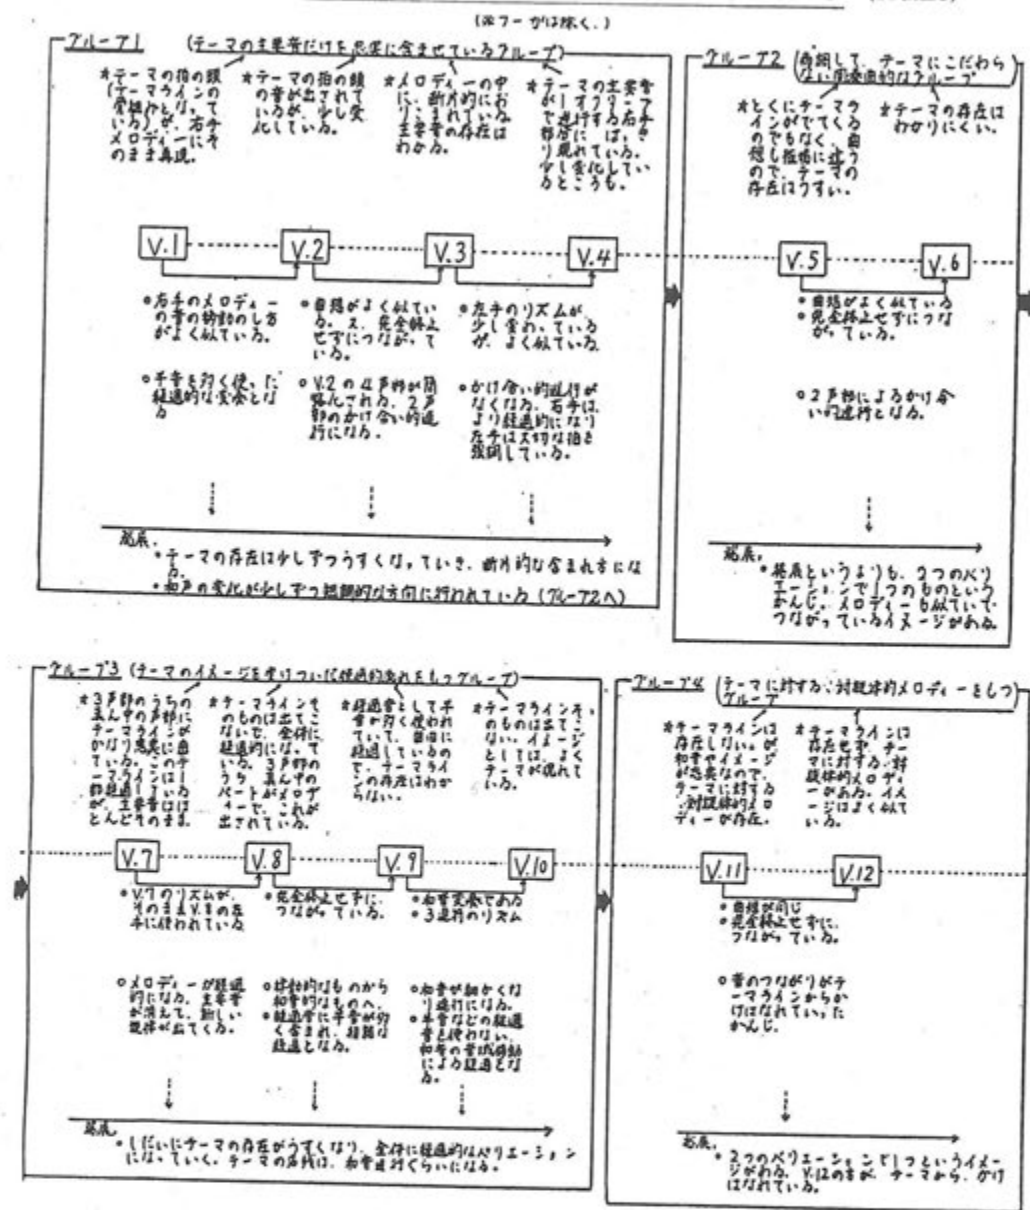 (※フーガは除く.)
グループ1 (テーマの主要音だけを忠実に含ませているグループ)
*テーマの拍の頭
(テーマラインの
骨組みとなって
いる音)が、右手
メロディーにそ
のまま再現。
*テーマの拍の頭
の音が出されて
いるが、少し変
化している。
*メロディーの中
に、断片的にお
りこまれている
主要音の存在は
わかる。
*テーマの主要音
が1オクターブ
で進行する右手
部分に はっき
り現れている。
少し変化してい
るところも。
V.1
V.2
V.3
V.4
・右手のメロディー
の音の移動のし方
がよく似ている。
・曲想がよく似てい
る。又、完全終止
せずにつながって
いる。
・左手のリズムが、
少し変わっている
が、よく似ている
○半音を多く使った
経過的な変奏とな
る
○V.2の4声部が簡
略化される。2声
部のかけ合い的進
行になる。
○かけ合い的進行が
なくなる。右手は、
より経過的になり
左手は大切な拍を
強調している。
発展.
・テーマの存在は少しずつうすくなっていき、断片的な含まれ方にな
る。
・和声の変化が少しずつ短調的な方向に行われている(グループ2へ)
グループ2
*とくにテーマラ
インがでてくる
のでもなく、曲
想も極端に違う
ので、テーマの
存在はうすい。
*テーマの存在は
わかりにくい。
V.5
V.6
・曲想がよく似ている
・完全終止せずにつな
がっている。
○2声部によるかけ合
い的進行となる。
発展.
・発展というよりも、2つのバリ
エーションで1つのものという
かんじ。メロディーも似ていて
つながっているイメージがある。
グループ3 (テーマのイメージを受けついだ経過的流れをもつグループ)
*3声部のうちの
真ん中の声部に
テーマラインが
かなり忠実に出
ている。この
テーマラインは1
部経過している
が、主要音はほ
とんどそのまま。
*テーマラインそ
のものは出てこ
ないで、全体に
経過的になって
いる。3声部の
うち、真ん中の
パートがメロデ
ィーで、これが
出されている。
*経過音として半
音が多く使われ
ていて、自由に
経過しているの
で、テーマライ
ンの存在はわか
らない。
*テーマラインそ
のものは出てこ
ない。イメージ
としては、よく
テーマが現れて
いる。
V.7
V.8
V.9
V.10
・V.7のリズムが、
そのままV.8の左
手に使われている
・完全終止せずに、
つながっている。
・和音変奏である
・3進行のリズム
○メロディーが経過
的になる。主要音
が消えて、新しい
旋律が出てくる。
○移動的なものから
和音的なものへ。
○経過音に半音が多
く含まれ、
経過となる。
○和音が細かくな
り進行になる。
○半音などの経過
音を使わない、
和音の音域移動
による経過とな
る。
発展.
・しだいにテーマの存在がうすくなり、全体に経過的なバリエーション
になっていく。テーマの は、和音進行ぐらいになる。
グループ4 (テーマに対する、対旋律的メロディーをもつ
グループ
*テーマラインは
存在しない。が
和音やイメージ
が忠実なので、
テーマに対する
対旋律的メロ
ディーが存在。
*テーマラインは
存在せず、テー
マに対する、対
旋律的メロディ
ーがある。イメ
ージはよく似て
いる。
V.11
V.12
・曲想が同じ
・完全終止せずに、
つながっている。
○音のつながりがテ
ーマラインからか
けはなれていった
かんじ。
発展.
・2つのバリエーションで1つというイメー
ジがある。V.12の方が、テーマから、かけ
はなれている。